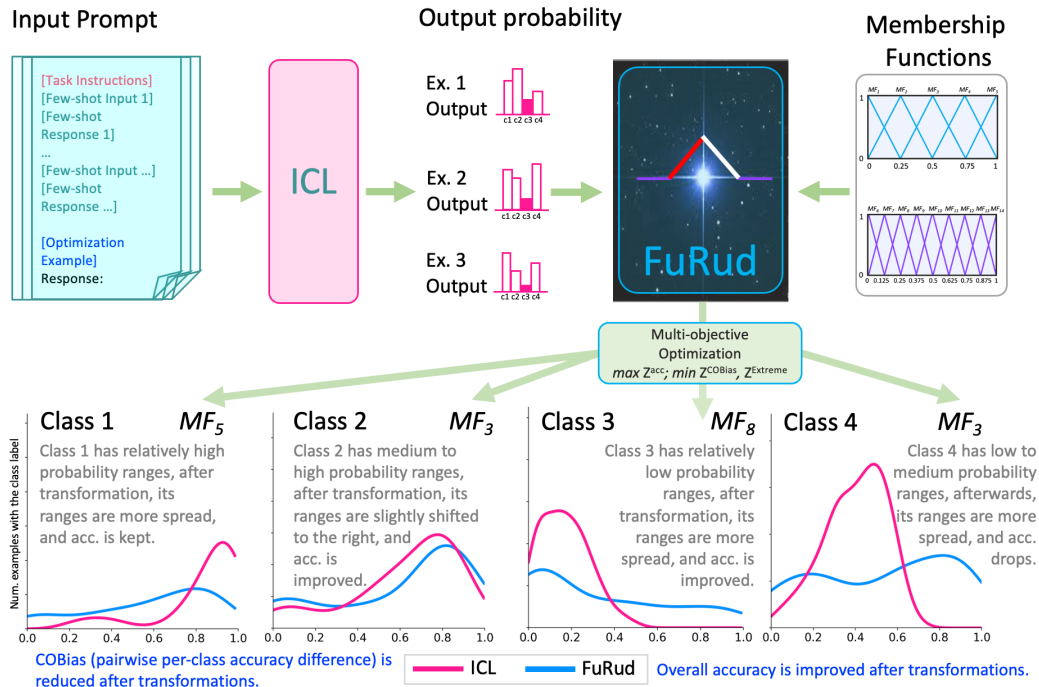 Input Prompt
[Task Instructions]
[Few-shot Input 1]
[Few-shot
Response 1]
...
[Few-shot Input ...]
[Few-shot
Response ...]
[Optimization
Example]
Response:
ICL
Output probability
Ex. 1
Output
c1 c2 c3 c4
Ex. 2
Output
c1 c2 c3 c4
Ex. 3
Output
c1 c2 c3 c4
FuRud
Membership
Functions
MF1 MF2 MF3 MF4 MF5
1
0
0 0.25 0.5 0.75 1
MF6 MF7 MF8 MF9 MF10 MF11 MF12 MF13 MF14
1
0
0 0.125 0.25 0.375 0.5 0.625 0.75 0.875 1
Multi-objective
Optimization
max Z^acc; min Z^COBias, Z^Extreme
Num. examples with the class label
Class 1 MF5
Class 1 has relatively high
probability ranges, after
transformation, its
ranges are more spread,
and acc. is kept.
0.0 0.2 0.4 0.6 0.8 1.0
Class 2 MF3
Class 2 has medium to
high probability ranges,
after transformation, its
ranges are slightly shifted
to the right, and
acc. is
improved.
0.0 0.2 0.4 0.6 0.8 1.0
Class 3 MF8
Class 3 has relatively
low probability
ranges, after
transformation, its
ranges are more
spread, and acc. is
improved.
0.0 0.2 0.4 0.6 0.8 1.0
Class 4 MF3
Class 4 has low to
medium probability
ranges, afterwards,
its ranges are more
spread, and acc.
drops.
0.0 0.2 0.4 0.6 0.8 1.0
COBias (pairwise per-class accuracy difference) is
reduced after transformations.
ICL FuRud
Overall accuracy is improved after transformations.